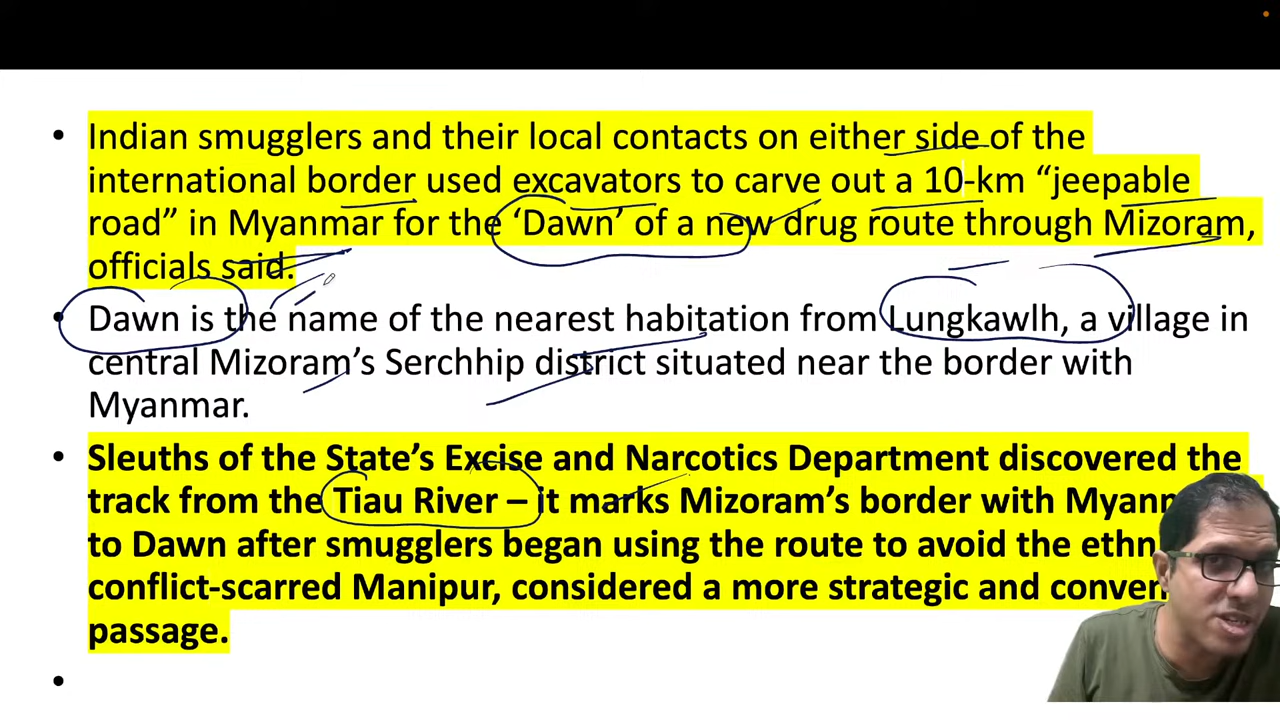 • Indian smugglers and their local contacts on either side of the
international border used excavators to carve out a 10-km “jeepable
road” in Myanmar for the ‘Dawn’ of a new drug route through Mizoram,
officials said.
• Dawn is the name of the nearest habitation from Lungkawlh, a village in
central Mizoram’s Serchhip district situated near the border with
Myanmar.
• Sleuths of the State’s Excise and Narcotics Department discovered the
track from the Tiau River – it marks Mizoram’s border with
to Dawn after smugglers began using the route to avoid the
conflict-scarred Manipur, considered a more strategic and
passage.
•